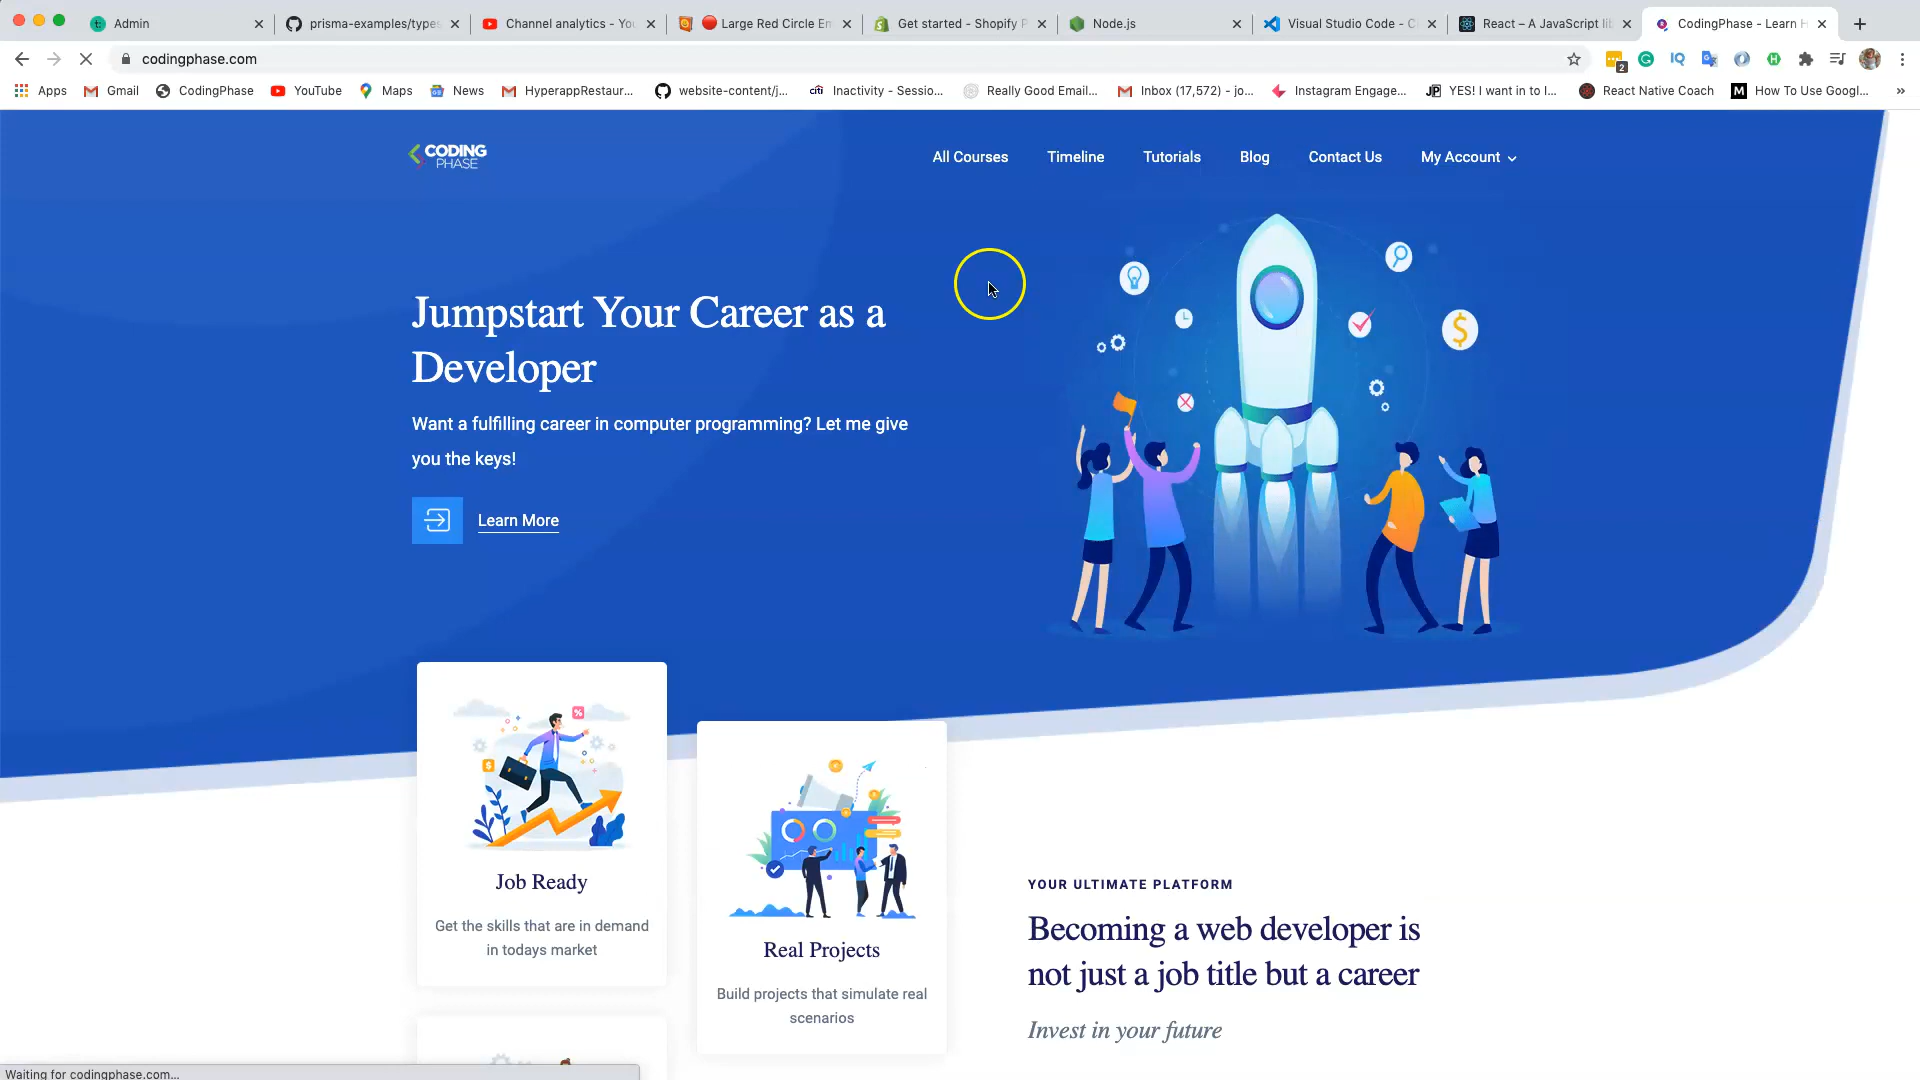 Admin
prisma-examples/types
Channel analytics - You
Large Red Circle Em
Get started - Shopify P
Node.js
Visual Studio Code - C
React – A JavaScript lib
CodingPhase - Learn H
codingphase.com
2
Apps
Gmail
CodingPhase
YouTube
Maps
News
HyperappRestaur...
website-content/j...
citi
Inactivity - Sessio...
Really Good Email...
Inbox (17,572) - jo...
Instagram Engage...
JP
YES! I want in to I...
React Native Coach
M
How To Use Googl...
»
CODING
PHASE
All Courses
Timeline
Tutorials
Blog
Contact Us
My Account
Jumpstart Your Career as a
Developer
Want a fulfilling career in computer programming? Let me give
you the keys!
Learn More
$
%
$
Job Ready
Get the skills that are in demand
in todays market
Real Projects
Build projects that simulate real
scenarios
YOUR ULTIMATE PLATFORM
Becoming a web developer is
not just a job title but a career
Invest in your future
Waiting for codingphase.com...